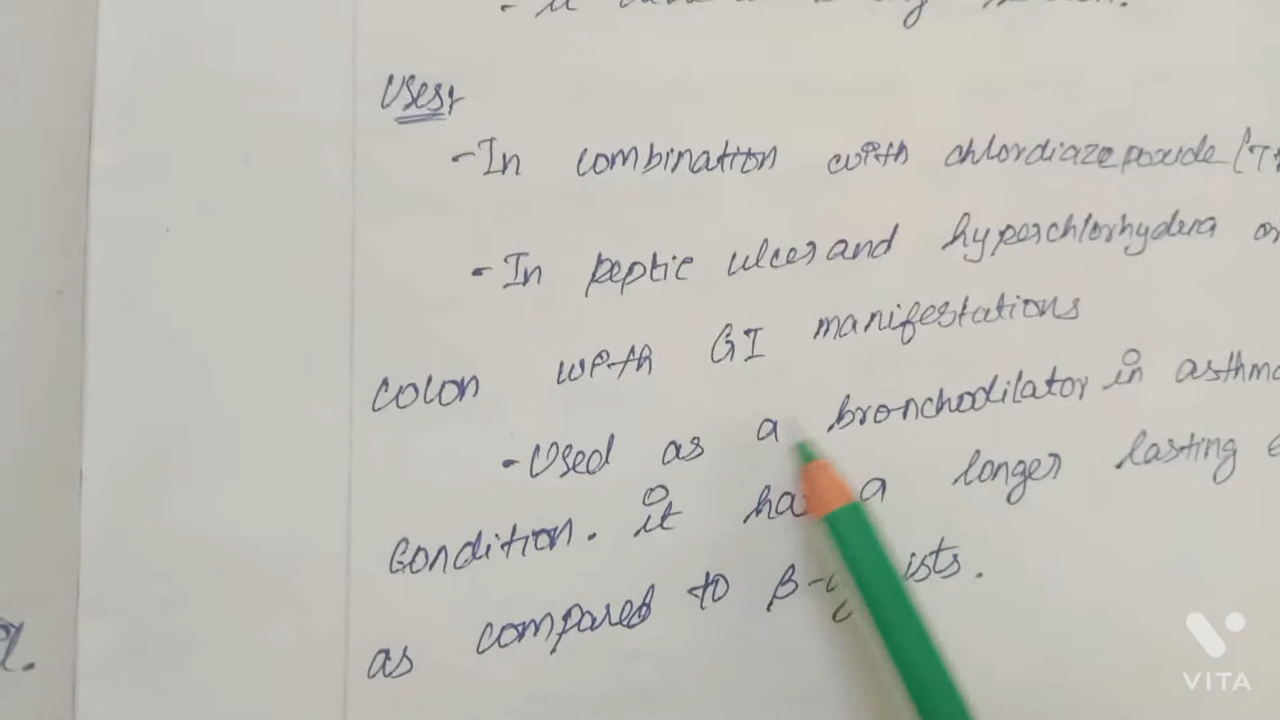 Uses:
-In combination with chlordiazepoxide (T
-In peptic ulcer and hyperchlorhydera or
colon with GI manifestations
-Used as a bronchodilator in asthma
condition. it has a longer lasting
as compared to β-
VITA